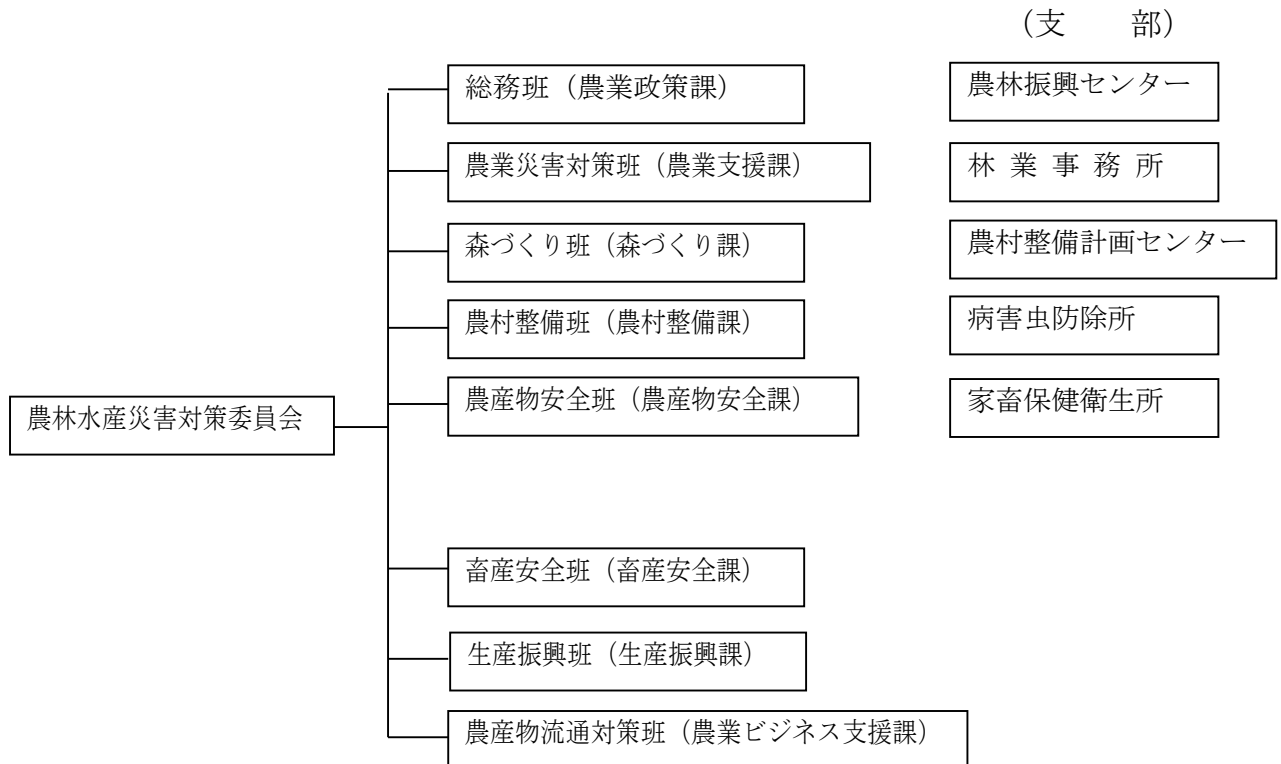 （支　　部）
総務班（農業政策課）
農林振興センター
農業災害対策班（農業支援課）
林 業 事 務 所
森づくり班（森づくり課）
農村整備計画センター
農村整備班（農村整備課）
病害虫防除所
農産物安全班（農産物安全課）
家畜保健衛生所
農林水産災害対策委員会
畜産安全班（畜産安全課）
生産振興班（生産振興課）
農産物流通対策班（農業ビジネス支援課）